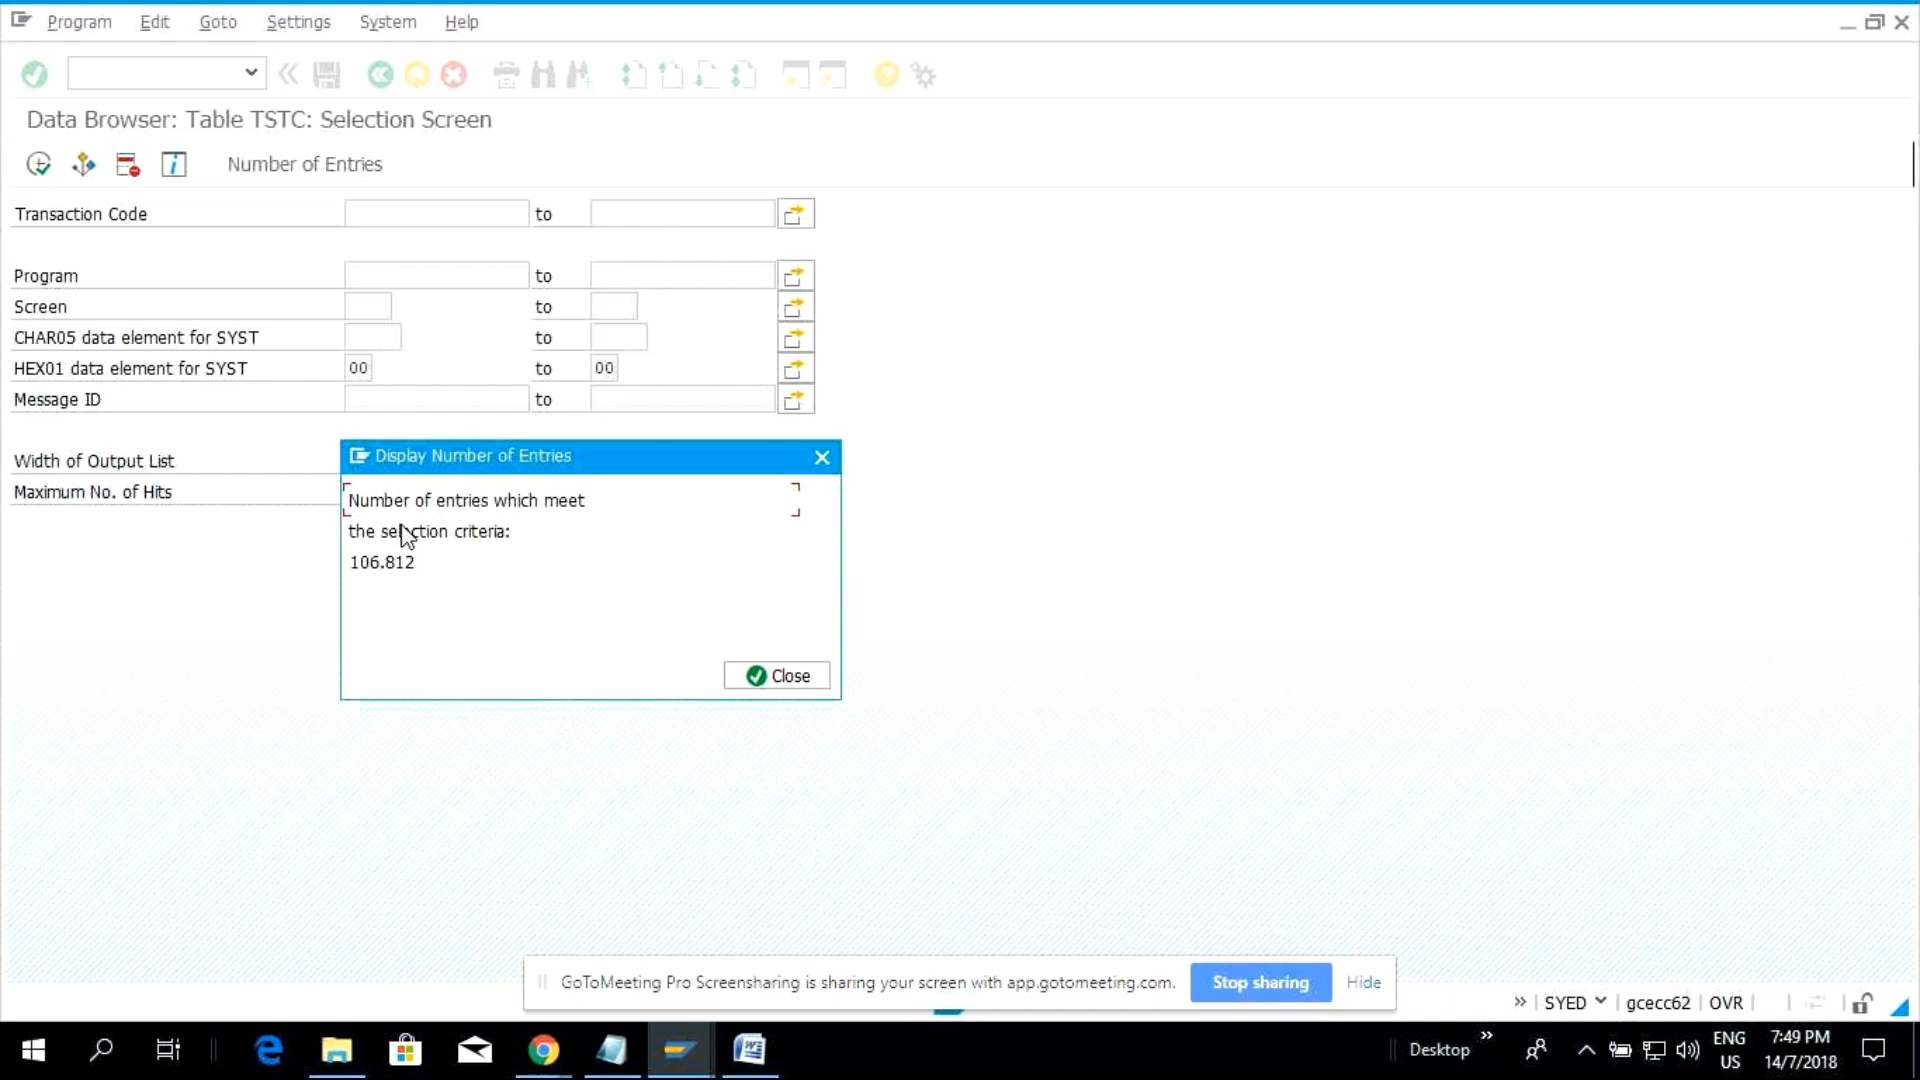 Program Edit Goto Settings System Help
Data Browser: Table TSTC: Selection Screen
Number of Entries
Transaction Code to
Program to
Screen to
CHAR05 data element for SYST to
HEX01 data element for SYST 00 to 00
Message ID to
Width of Output List
Maximum No. of Hits
Display Number of Entries
Number of entries which meet
the selection criteria:
106.812
Close
GoToMeeting Pro Screensharing is sharing your screen with app.gotomeeting.com. Stop sharing Hide
SYED gcecc62 OVR
Desktop ENG 7:49 PM
US 14/7/2018